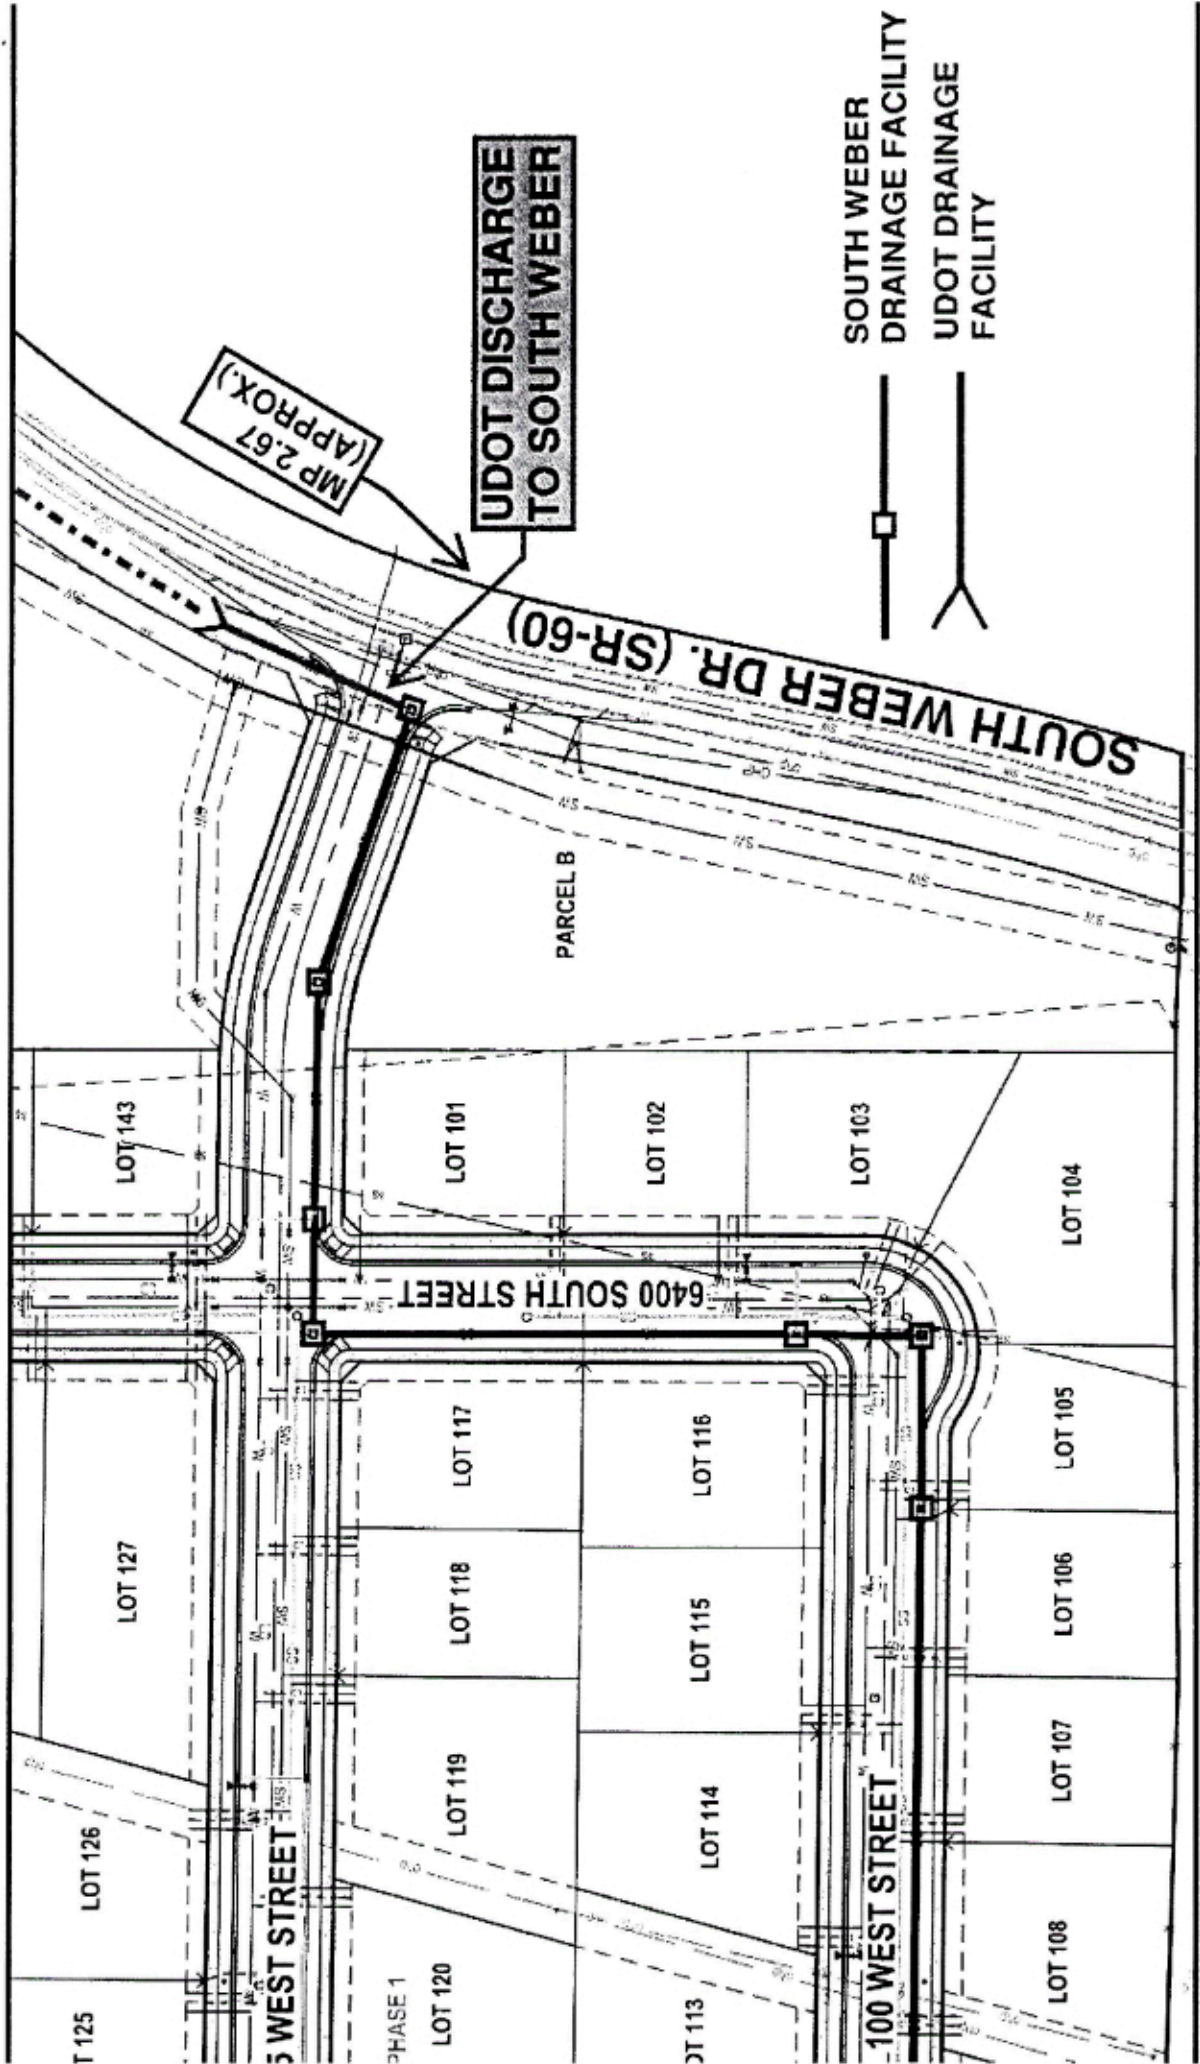 MP 2.67
(APPROX.)
UDOT DISCHARGE
TO SOUTH WEBER
SOUTH WEBER
DRAINAGE FACILITY
UDOT DRAINAGE
FACILITY
SOUTH WEBER DR. (SR-60)
PARCEL B
LOT 143
LOT 101
LOT 102
LOT 103
LOT 104
6400 SOUTH STREET
LOT 127
LOT 117
LOT 116
LOT 105
LOT 118
LOT 115
LOT 106
LOT 126
LOT 119
LOT 114
LOT 107
5 WEST STREET
100 WEST STREET
T 125
PHASE 1
LOT 120
OT 113
LOT 108